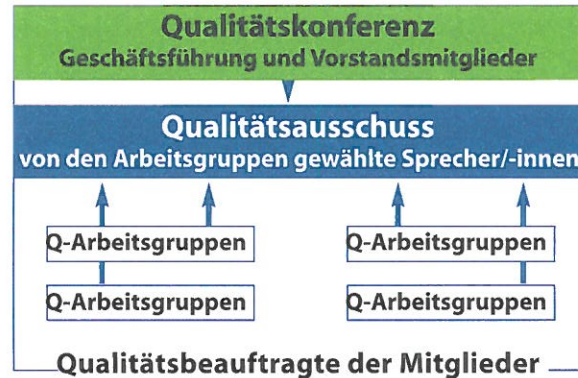 Qualitätskonferenz
Geschäftsführung und Vorstandsmitglieder
Qualitätsausschuss
von den Arbeitsgruppen gewählte Sprecher/-innen
Q-Arbeitsgruppen
Q-Arbeitsgruppen
Q-Arbeitsgruppen
Q-Arbeitsgruppen
Qualitätsbeauftragte der Mitglieder